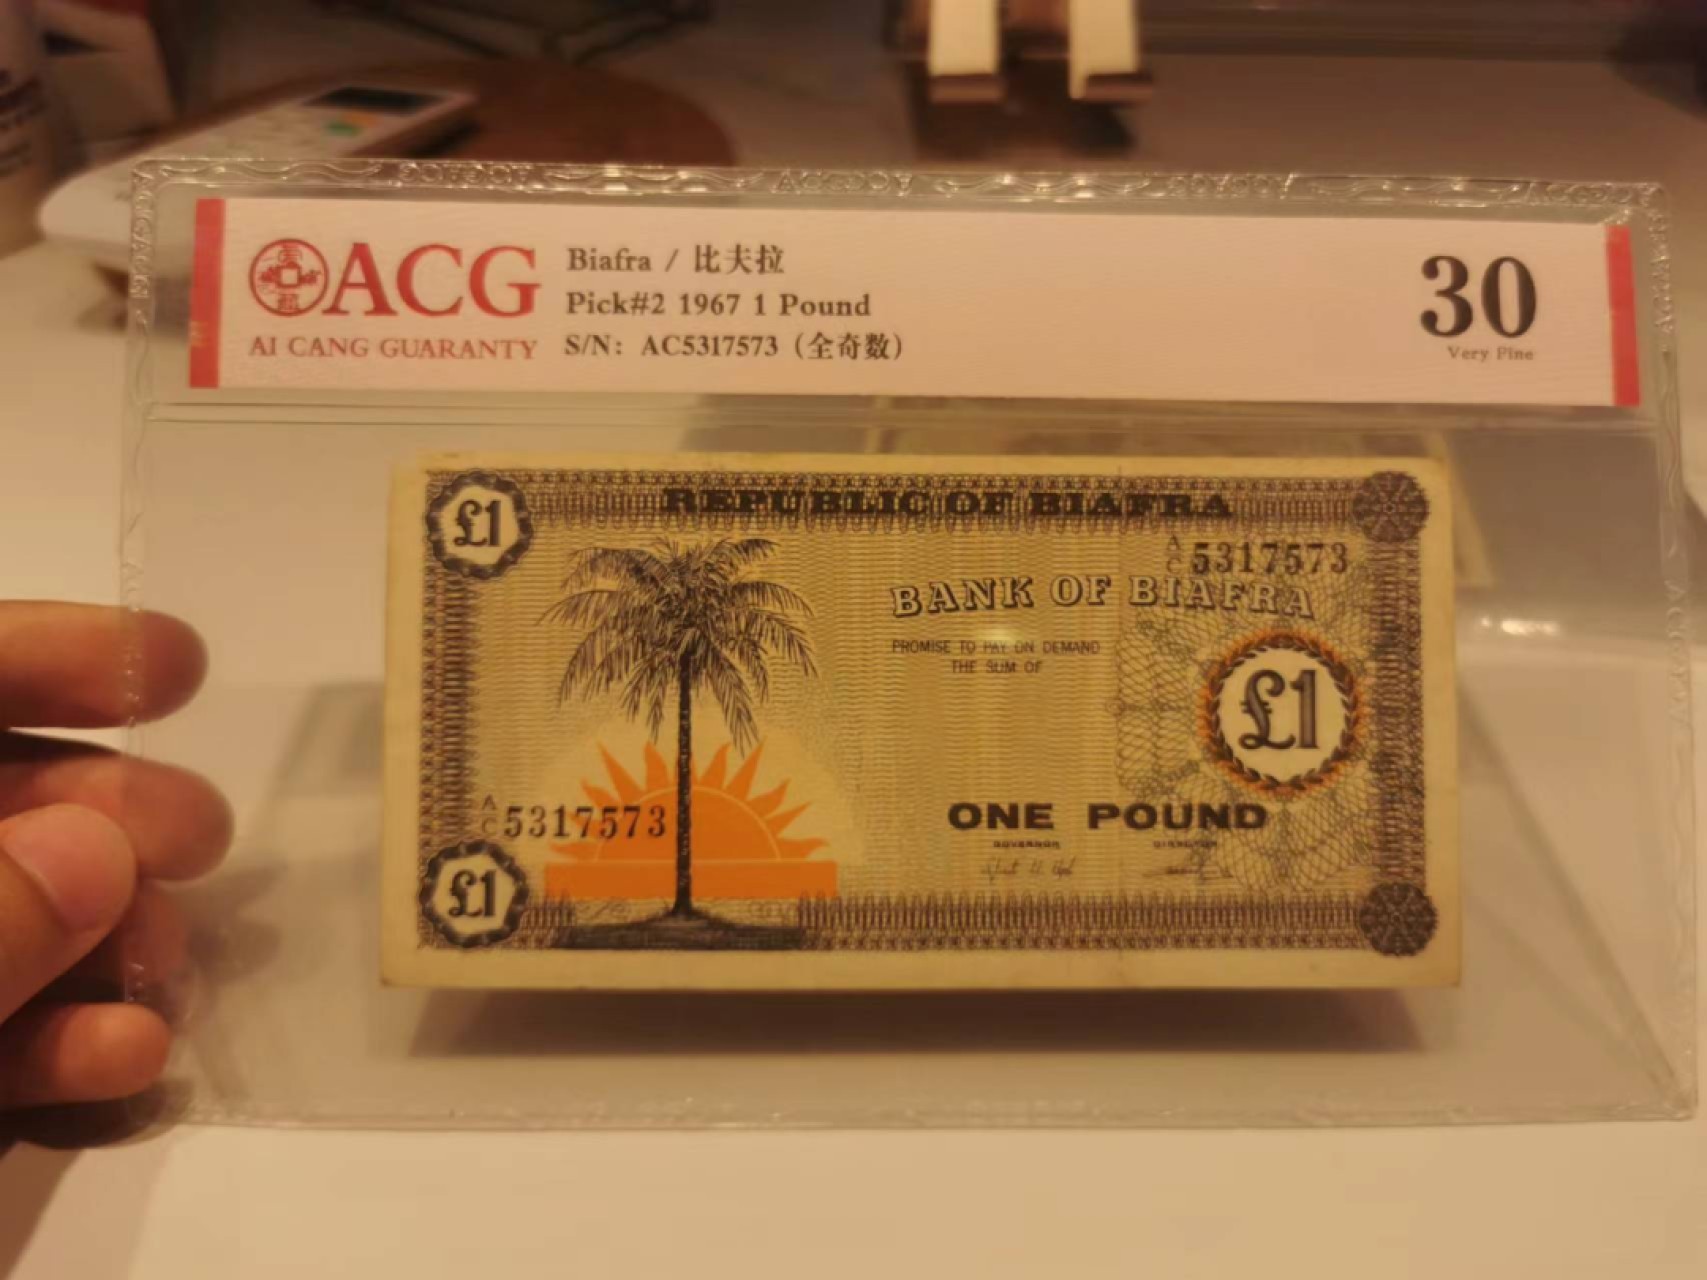 ACG
AI CANG GUARANTY
Biafra / 比夫拉
Pick#2 1967 1 Pound
S/N: AC5317573 (全奇数)
30
Very Fine
£1
REPUBLIC OF BIAFRA
A/C 5317573
BANK OF BIAFRA
PROMISE TO PAY ON DEMAND
THE SUM OF
£1
A/C 5317573
ONE POUND
GOVERNOR DIRECTOR
£1